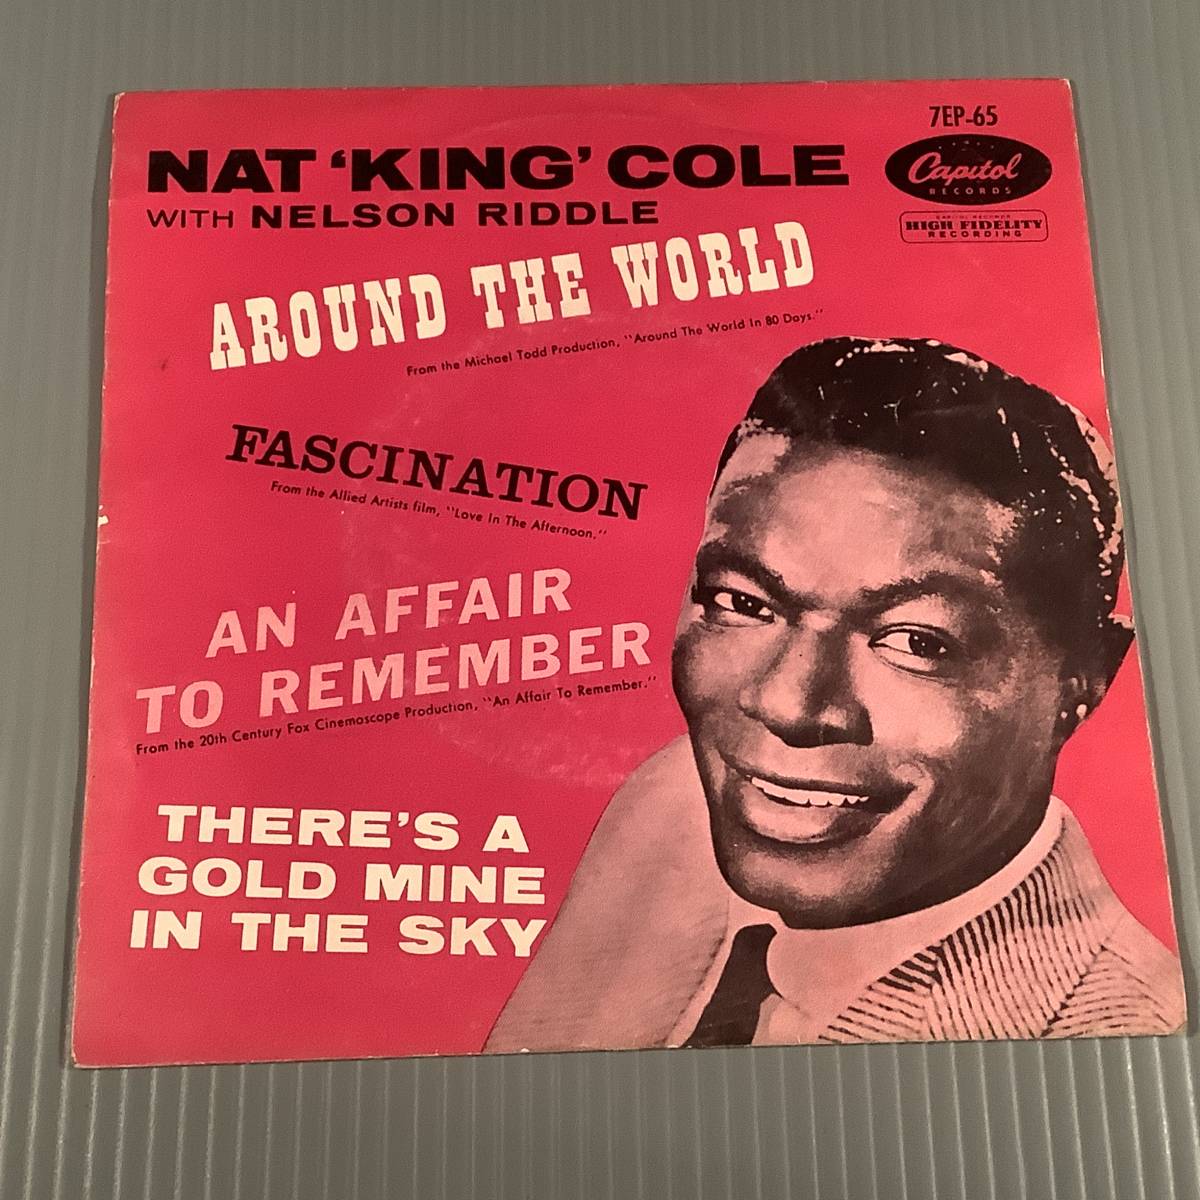 7EP-65
NAT ‘KING’ COLE
Capitol
RECORDS
WITH NELSON RIDDLE
CAPITOL RECORDS
HIGH FIDELITY
RECORDING
AROUND THE WORLD
From the Michael Todd Production, "Around The World In 80 Days."
FASCINATION
From the Allied Artists film, "Love In The Afternoon."
AN AFFAIR
TO REMEMBER
From the 20th Century Fox Cinemascope Production, "An Affair To Remember."
THERE’S A
GOLD MINE
IN THE SKY